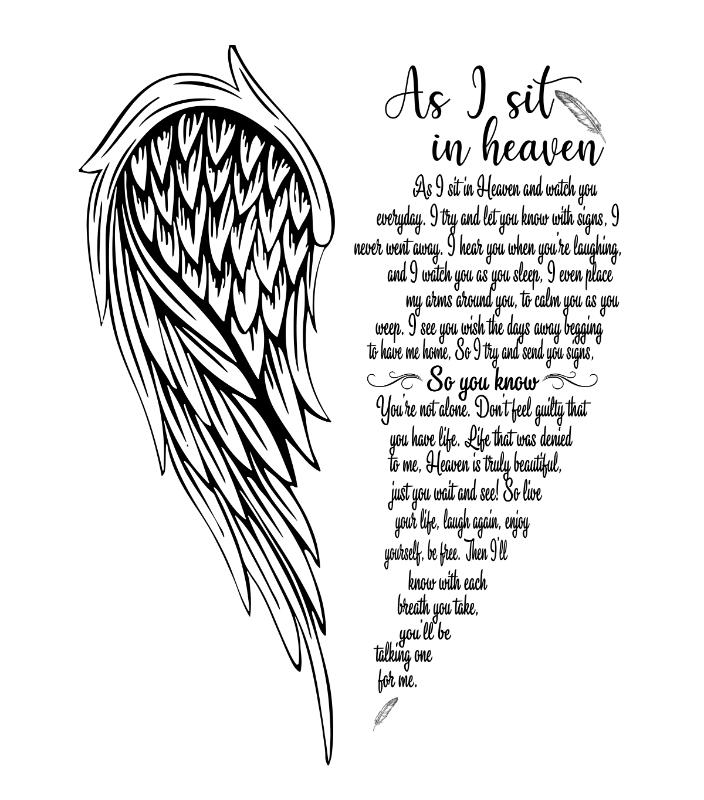 As I sit
in heaven
As I sit in Heaven and watch you
everyday. I try and let you know with signs, I
never went away. I hear you when you're laughing,
and I watch you as you sleep, I even place
my arms around you, to calm you as you
weep. I see you wish the days away begging
to have me home, So I try and send you signs,
So you know
You're not alone. Don't feel guilty that
you have life. Life that was denied
to me, Heaven is truly beautiful,
just you wait and see! So live
your life, laugh again, enjoy
yourself, be free. Then I'll
know with each
breath you take,
you'll be
talking one
for me.